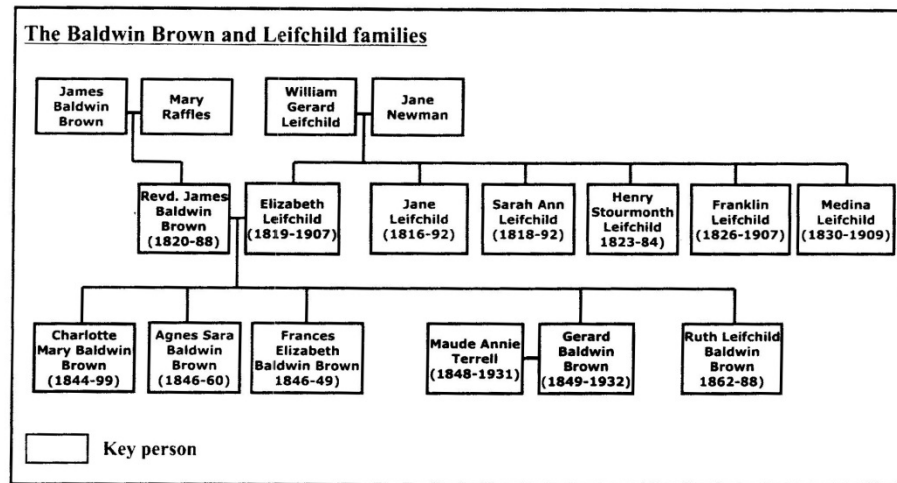 The Baldwin Brown and Leifchild families
James
Baldwin
Brown
Mary
Raffles
William
Gerard
Leifchild
Jane
Newman
Revd. James
Baldwin
Brown
(1820-88)
Elizabeth
Leifchild
(1819-1907)
Jane
Leifchild
(1816-92)
Sarah Ann
Leifchild
(1818-92)
Henry
Stourmonth
Leifchild
1823-84)
Franklin
Leifchild
(1826-1907)
Medina
Leifchild
(1830-1909)
Charlotte
Mary Baldwin
Brown
(1844-99)
Agnes Sara
Baldwin
Brown
(1846-60)
Frances
Elizabeth
Baldwin Brown
1846-49)
Maude Annie
Terrell
(1848-1931)
Gerard
Baldwin
Brown
(1849-1932)
Ruth Leifchild
Baldwin
Brown
1862-88)
Key person